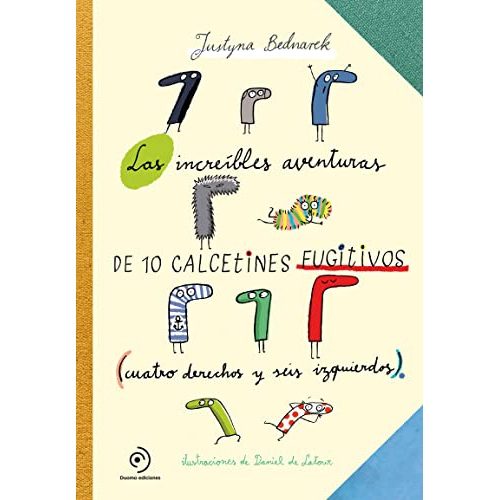 Justyna Bednarek
Las increíbles aventuras
DE 10 CALCETINES FUGITIVOS
(cuatro derechos y seis izquierdos).
ilustraciones de Daniel de Latour
Duomo ediciones